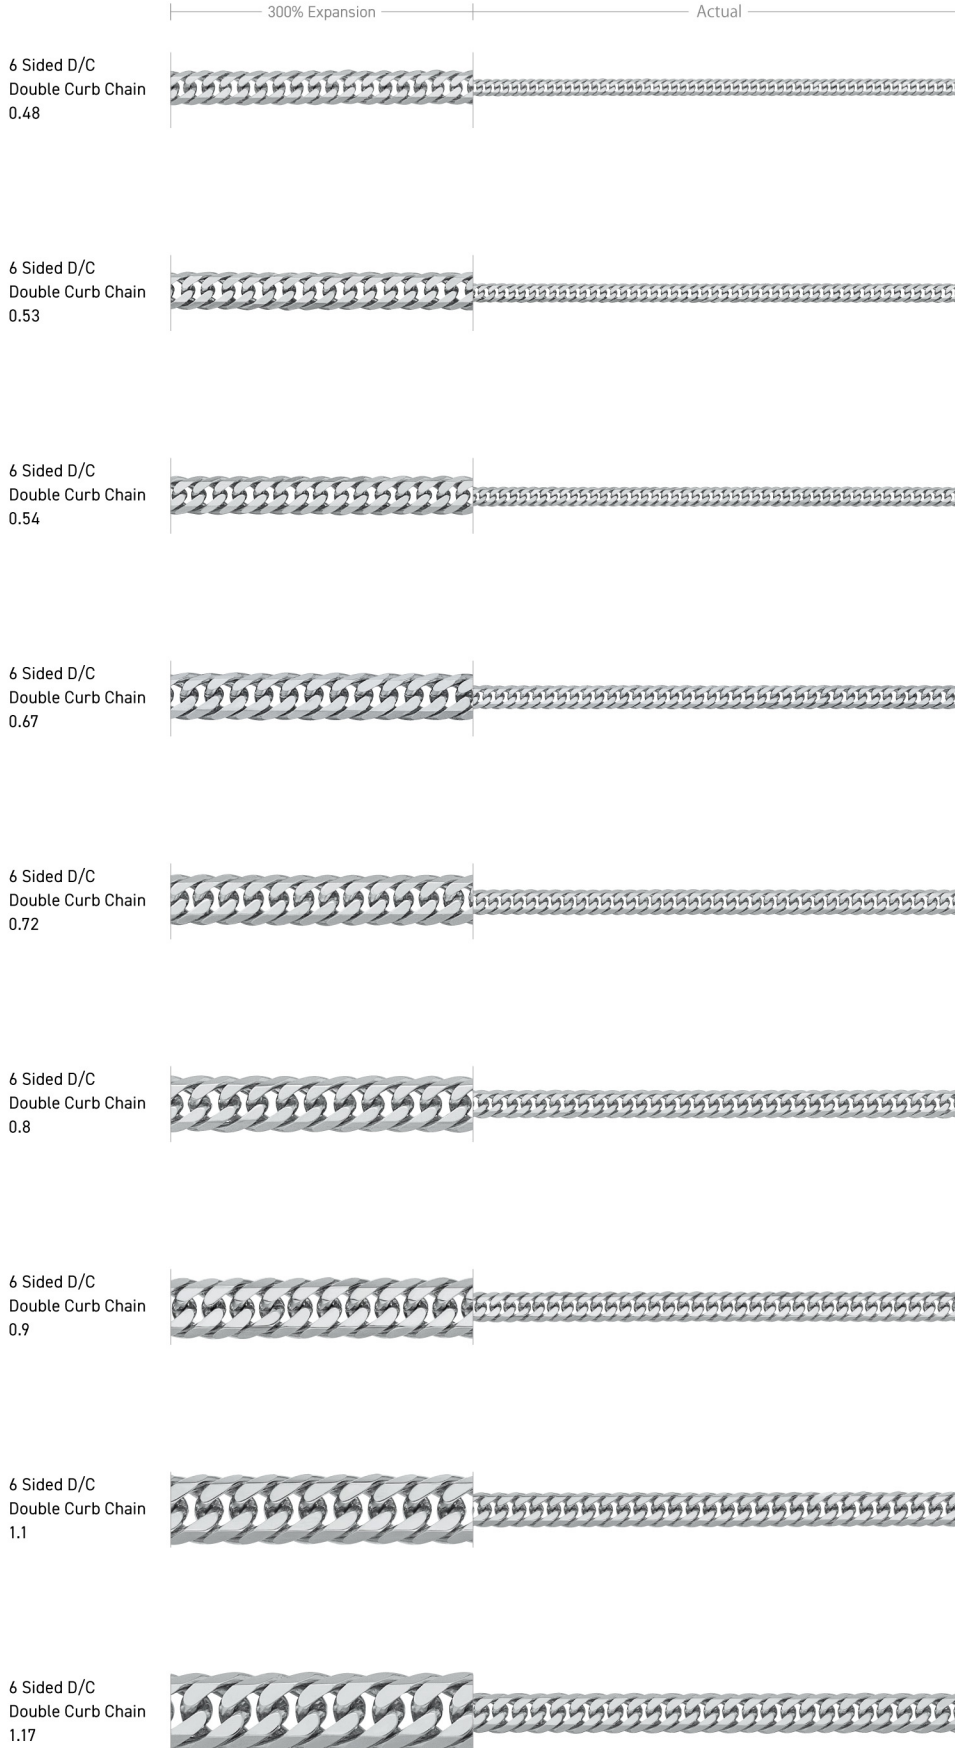 300% Expansion
Actual
6 Sided D/C
Double Curb Chain
0.48
6 Sided D/C
Double Curb Chain
0.53
6 Sided D/C
Double Curb Chain
0.54
6 Sided D/C
Double Curb Chain
0.67
6 Sided D/C
Double Curb Chain
0.72
6 Sided D/C
Double Curb Chain
0.8
6 Sided D/C
Double Curb Chain
0.9
6 Sided D/C
Double Curb Chain
1.1
6 Sided D/C
Double Curb Chain
1.17